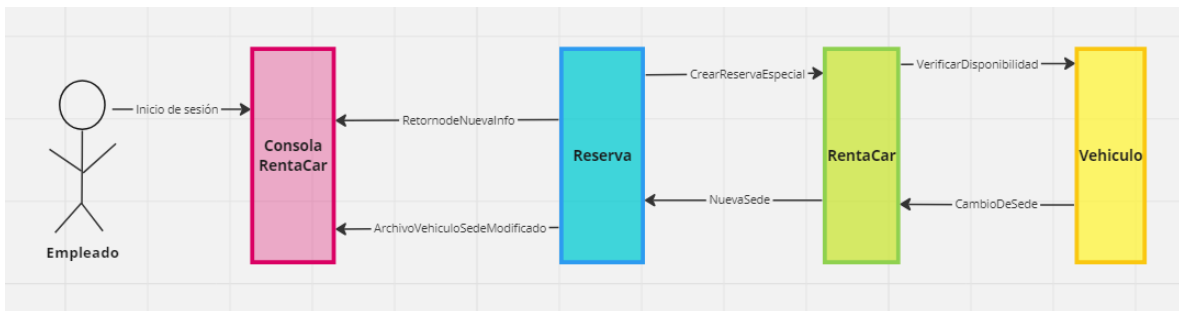 VerificarDisponibilidad
CrearReservaEspecial
Inicio de sesión
RetornodeNuevaInfo
Consola
RentaCar
Reserva
RentaCar
Vehiculo
NuevaSede
CambioDeSede
ArchivoVehiculoSedeModificado
Empleado